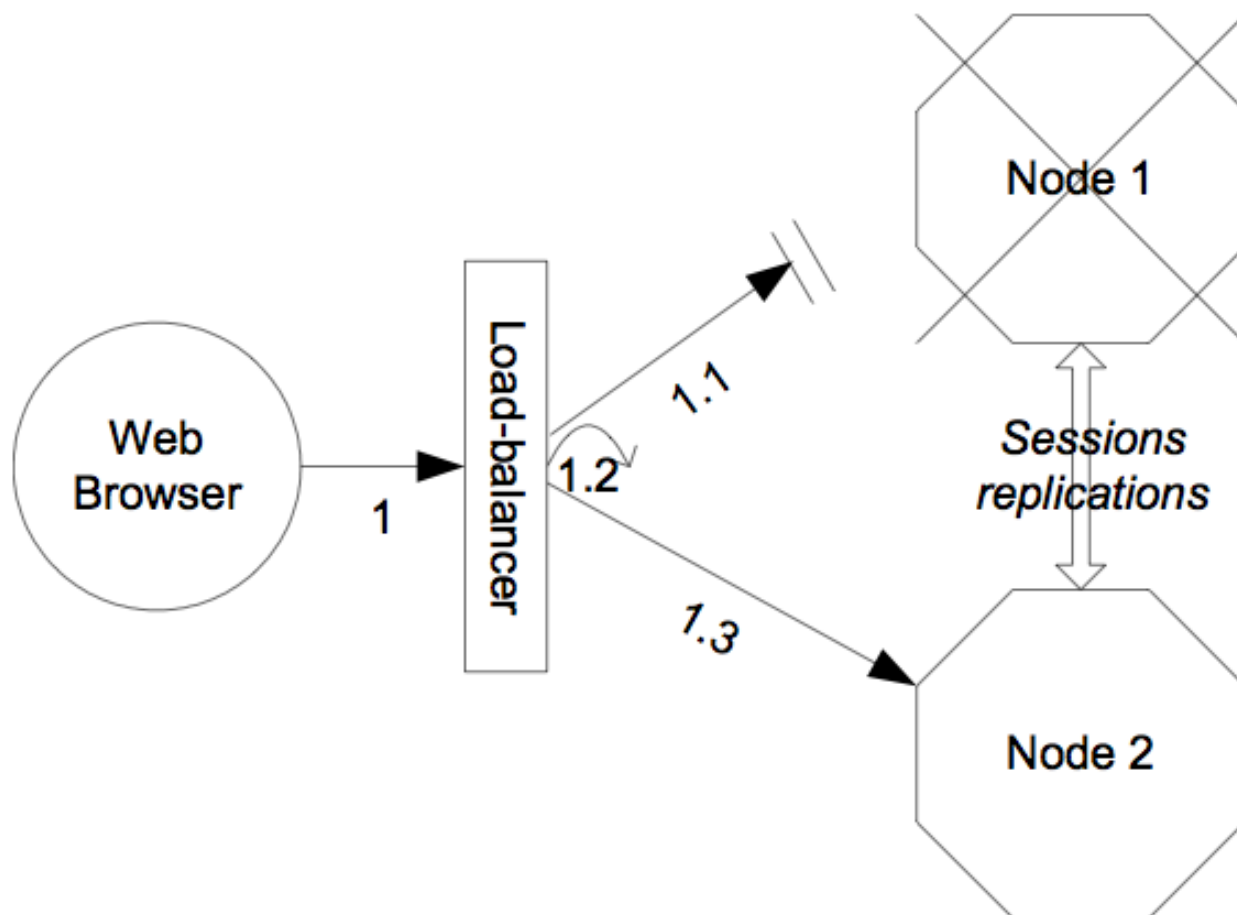 Node 1
1.1
Load-balancer
Web
Browser
1
1.2
Sessions
replications
1.3
Node 2